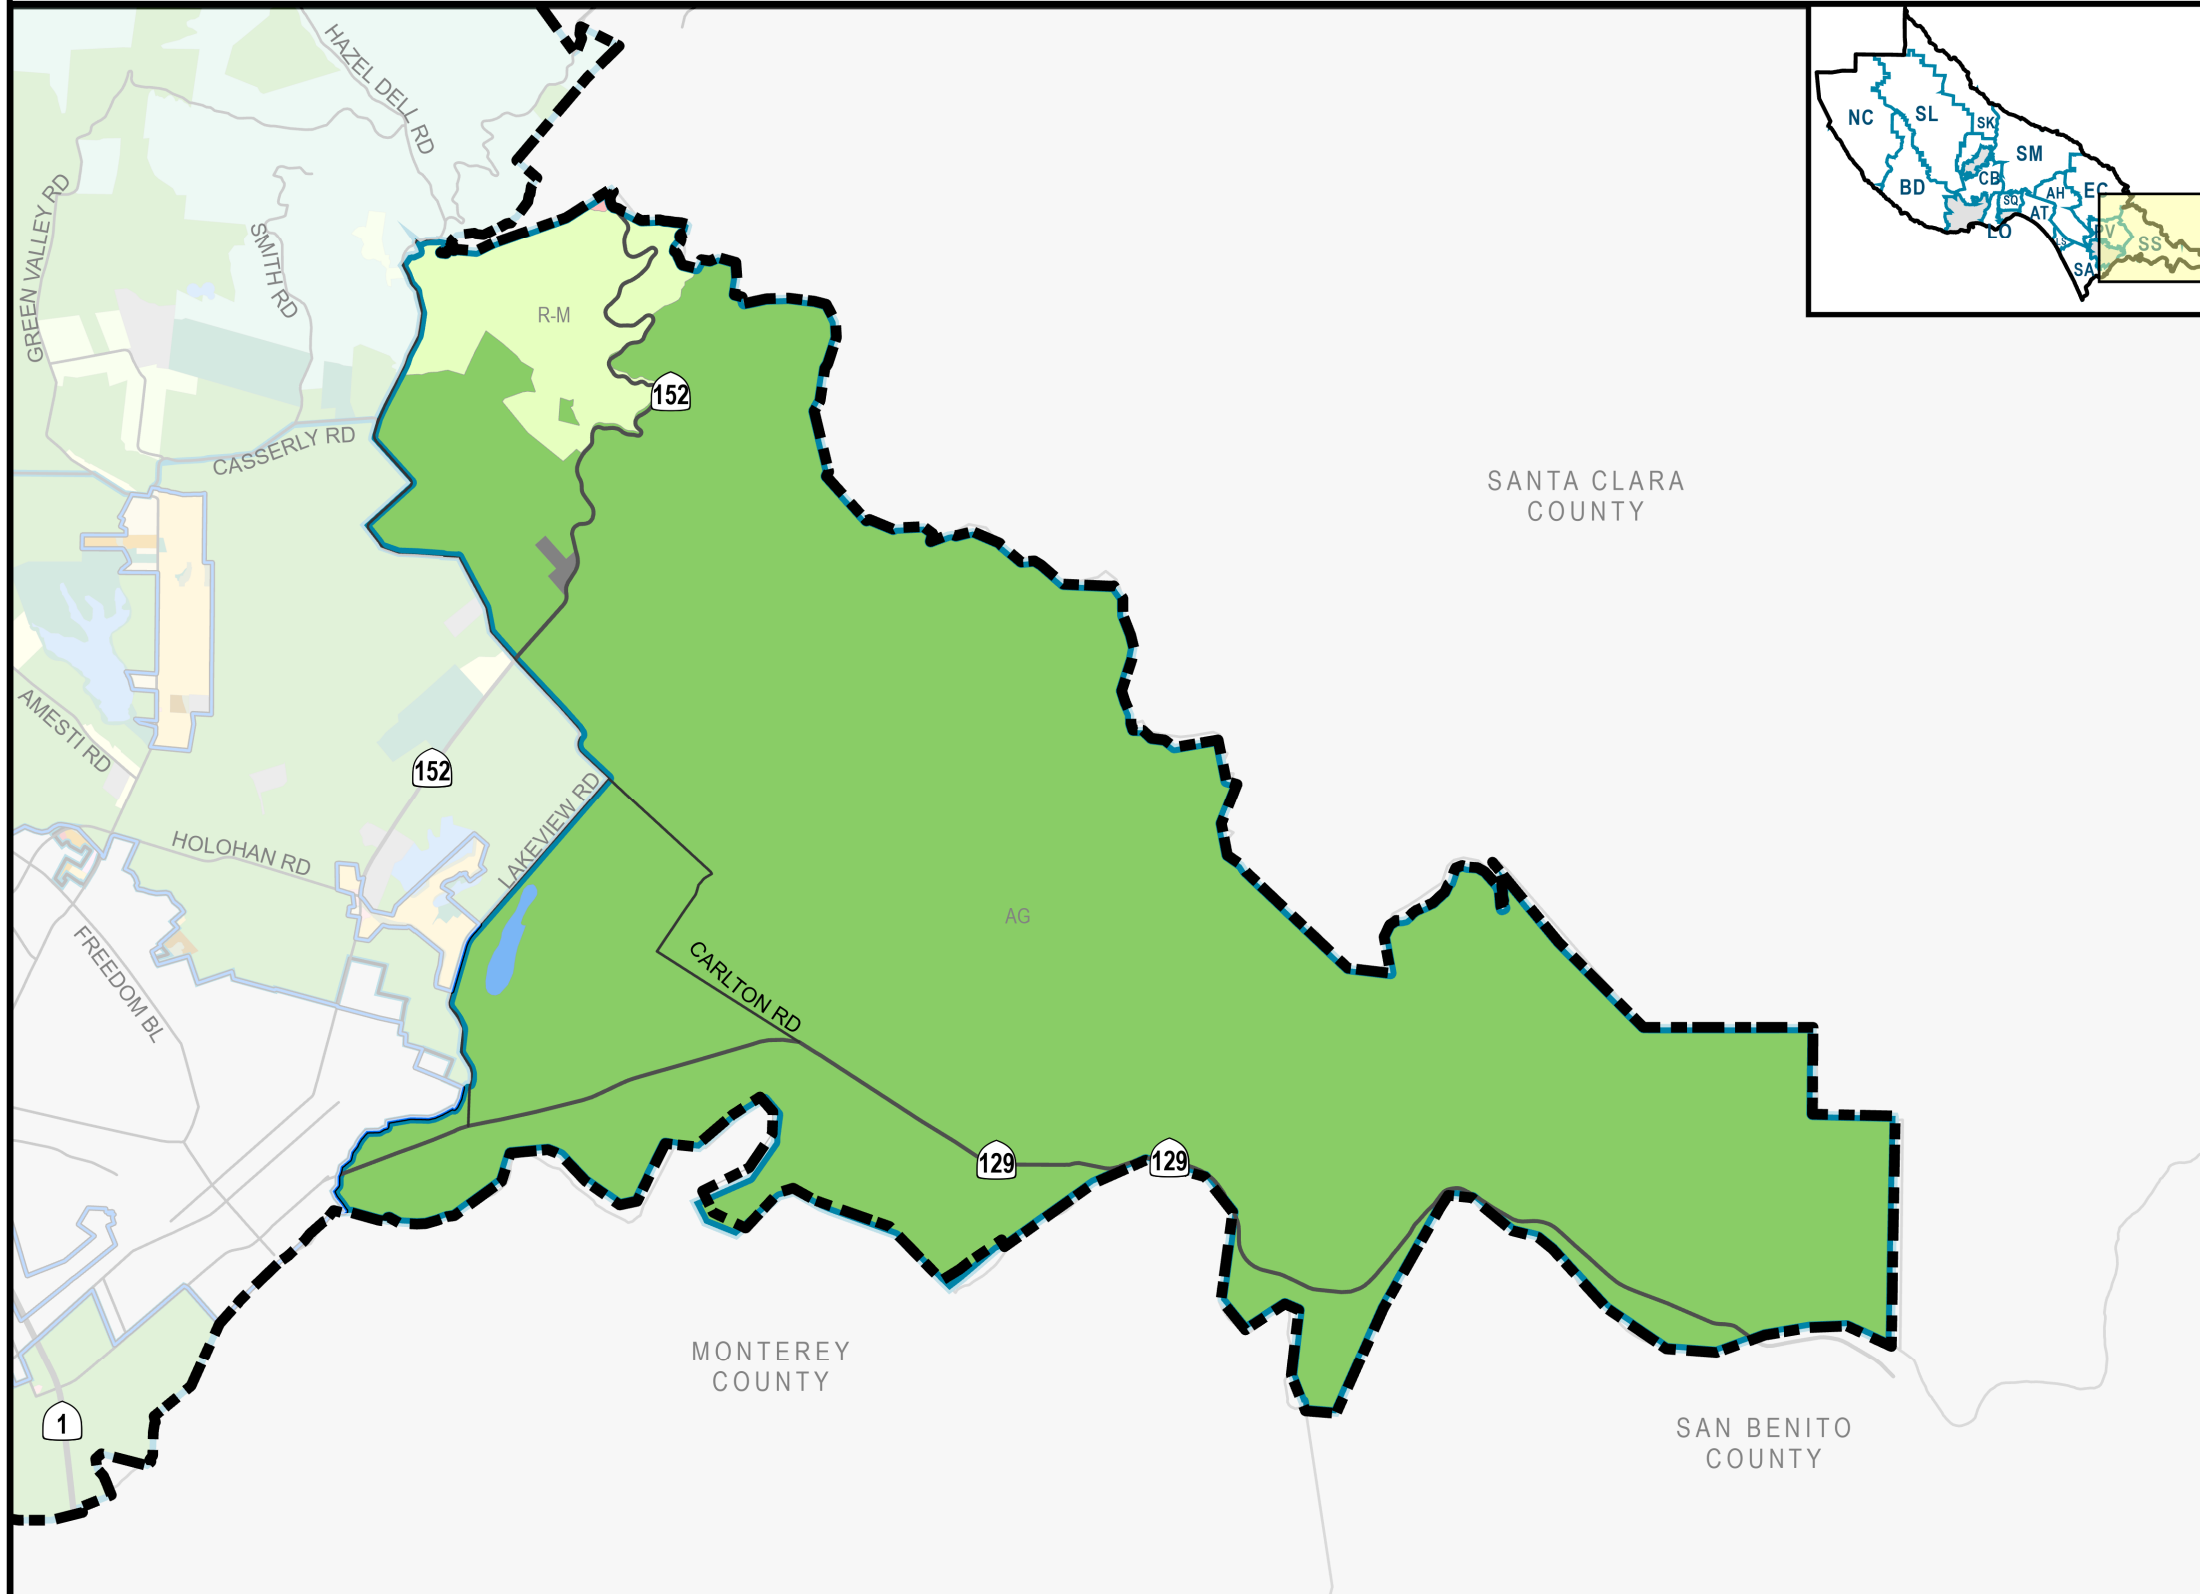 HAZEL DELL RD
GREEN VALLEY RD
SMITH RD
NC
SL
SK
SM
BD
CB
SQ
AH
EC
AT
LO
LS
PV
SS
SA
R-M
152
CASSERLY RD
SANTA CLARA
COUNTY
AMESTI RD
152
LAKEVIEW RD
HOLOHAN RD
AG
FREEDOM BL
CARLTON RD
129
129
MONTEREY
COUNTY
1
SAN BENITO
COUNTY